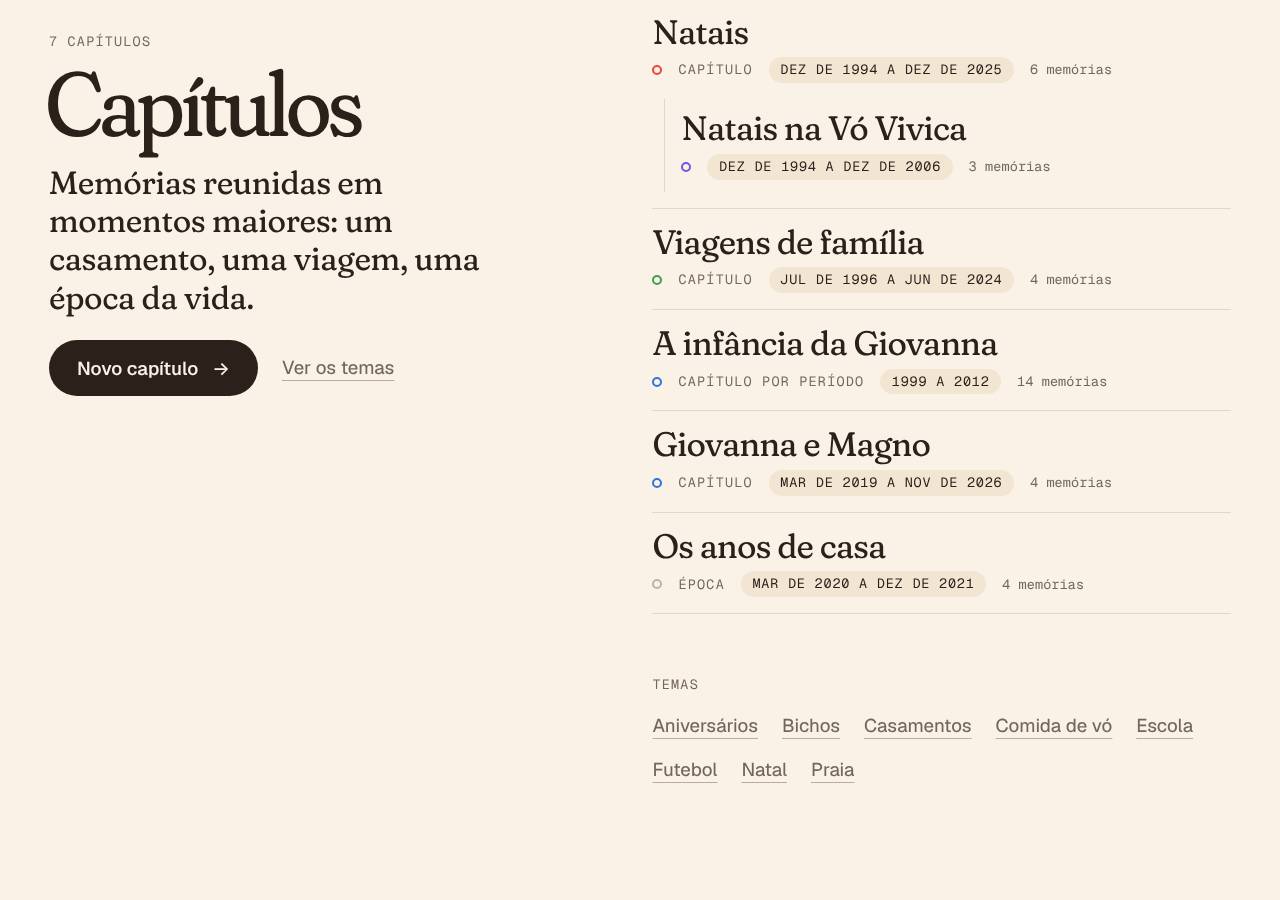 7 CAPÍTULOS
Capítulos
Memórias reunidas em
momentos maiores: um
casamento, uma viagem, uma
época da vida.
Novo capítulo →
Ver os temas
Natais
CAPÍTULO DEZ DE 1994 A DEZ DE 2025 6 memórias
Natais na Vó Vivica
DEZ DE 1994 A DEZ DE 2006 3 memórias
Viagens de família
CAPÍTULO JUL DE 1996 A JUN DE 2024 4 memórias
A infância da Giovanna
CAPÍTULO POR PERÍODO 1999 A 2012 14 memórias
Giovanna e Magno
CAPÍTULO MAR DE 2019 A NOV DE 2026 4 memórias
Os anos de casa
ÉPOCA MAR DE 2020 A DEZ DE 2021 4 memórias
TEMAS
Aniversários Bichos Casamentos Comida de vó Escola
Futebol Natal Praia